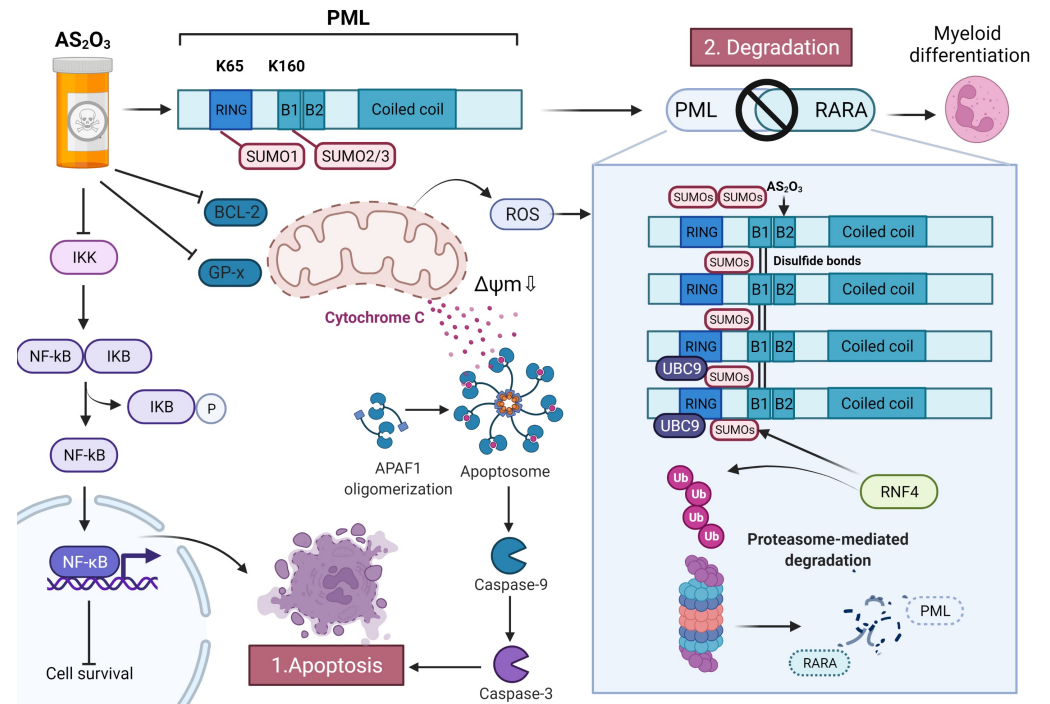 PML
AS₂O₃
K65 K160
RING B1 B2 Coiled coil
SUMO1 SUMO2/3
2. Degradation
PML RARA
Myeloid
differentiation
BCL-2
GP-x
IKK
NF-kB IKB
IKB P
NF-kB
NF-κB
Cell survival
ROS
Δψm⇩
Cytochrome C
APAF1
oligomerization
Apoptosome
Caspase-9
Caspase-3
1.Apoptosis
SUMOs SUMOs AS₂O₃
RING B1 B2 Coiled coil
SUMOs Disulfide bonds
RING B1 B2 Coiled coil
SUMOs
RING B1 B2 Coiled coil
UBC9 SUMOs
RING B1 B2 Coiled coil
UBC9 SUMOs
RNF4
Ub
Ub
Ub
Ub
Proteasome-mediated
degradation
PML
RARA